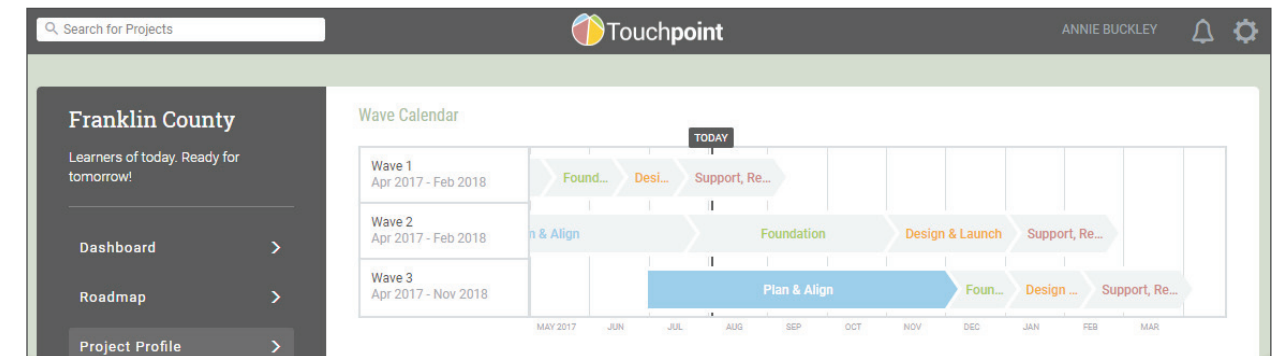 Search for Projects
Touchpoint
ANNIE BUCKLEY
Franklin County
Learners of today. Ready for
tomorrow!
Dashboard
Roadmap
Project Profile
Wave Calendar
TODAY
Wave 1
Apr 2017 - Feb 2018
Found...
Desi...
Support, Re...
Wave 2
Apr 2017 - Feb 2018
n & Align
Foundation
Design & Launch
Support, Re...
Wave 3
Apr 2017 - Nov 2018
Plan & Align
Foun...
Design ...
Support, Re...
MAY 2017 JUN JUL AUG SEP OCT NOV DEC JAN FEB MAR